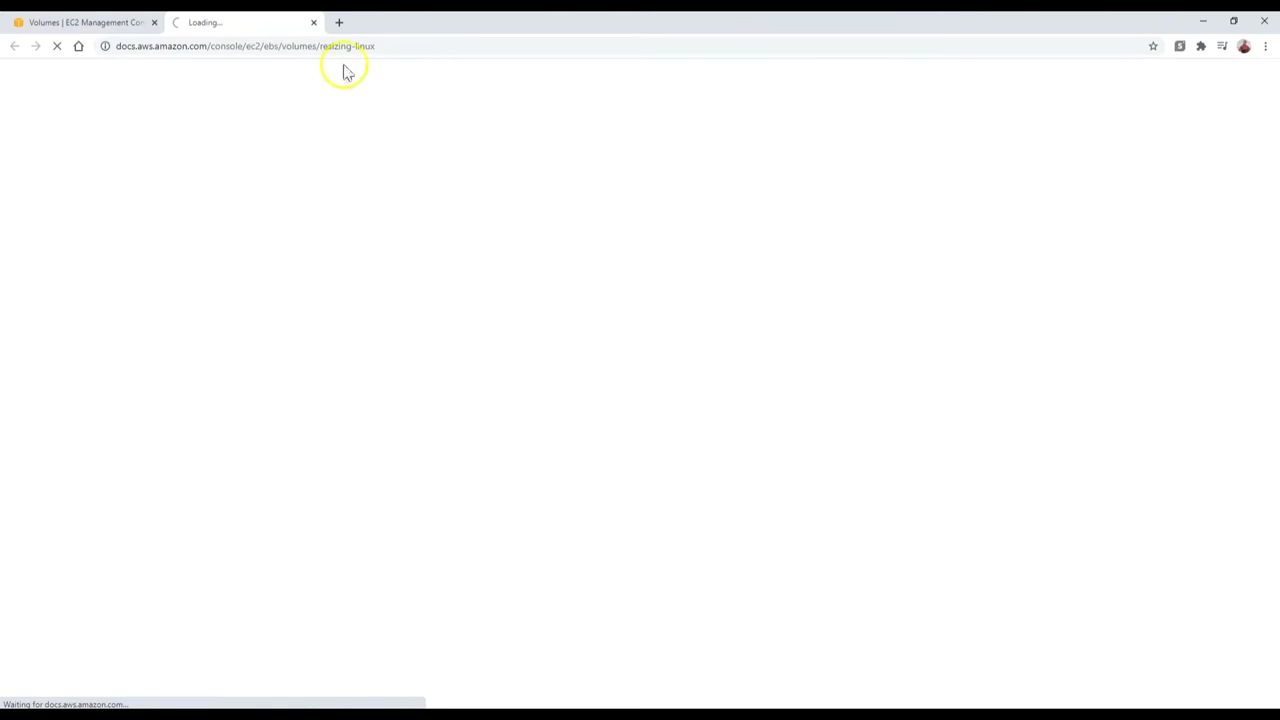 Volumes | EC2 Management Con
Loading...
docs.aws.amazon.com/console/ec2/ebs/volumes/resizing-linux
Waiting for docs.aws.amazon.com...